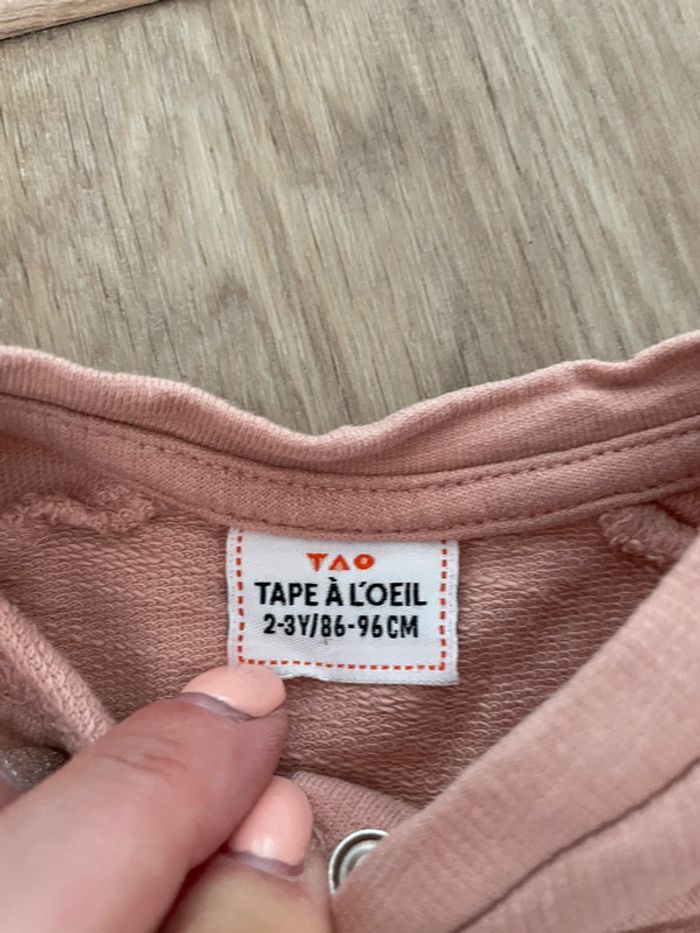 TAO
TAPE À L'OEIL
2-3Y/86-96CM